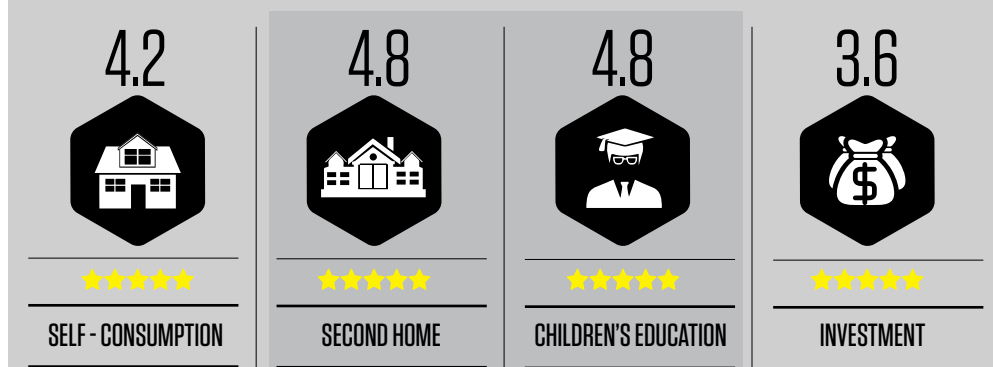 4.2
4.8
4.8
3.6
$
SELF - CONSUMPTION
SECOND HOME
CHILDREN'S EDUCATION
INVESTMENT